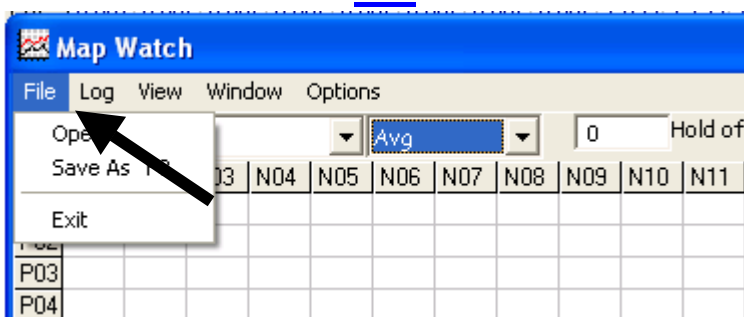 Map Watch
File Log View Window Options
Avg 0 Hold of
Save As
N04 N05 N06 N07 N08 N09 N10 N11
Exit
P03
P04